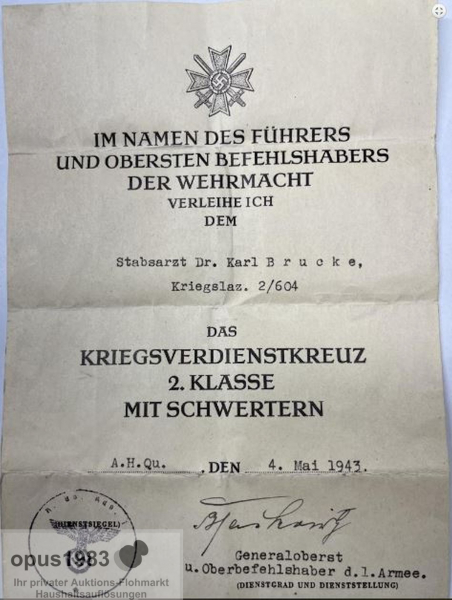 IM NAMEN DES FÜHRERS
UND OBERSTEN BEFEHLSHABERS
DER WEHRMACHT
VERLEIHE ICH
DEM
Stabsarzt Dr. Karl B r u c k e,
Kriegslaz. 2/604
DAS
KRIEGSVERDIENSTKREUZ
2. KLASSE
MIT SCHWERTERN
A.H.Qu. , DEN 4. Mai 1943.
(DIENSTSIEGEL)
Generaloberst
u. Oberbefehlshaber d.1.Armee.
(DIENSTGRAD UND DIENSTSTELLUNG)
opus1983
Ihr privater Auktions-Flohmarkt
Haushaltsauflösungen